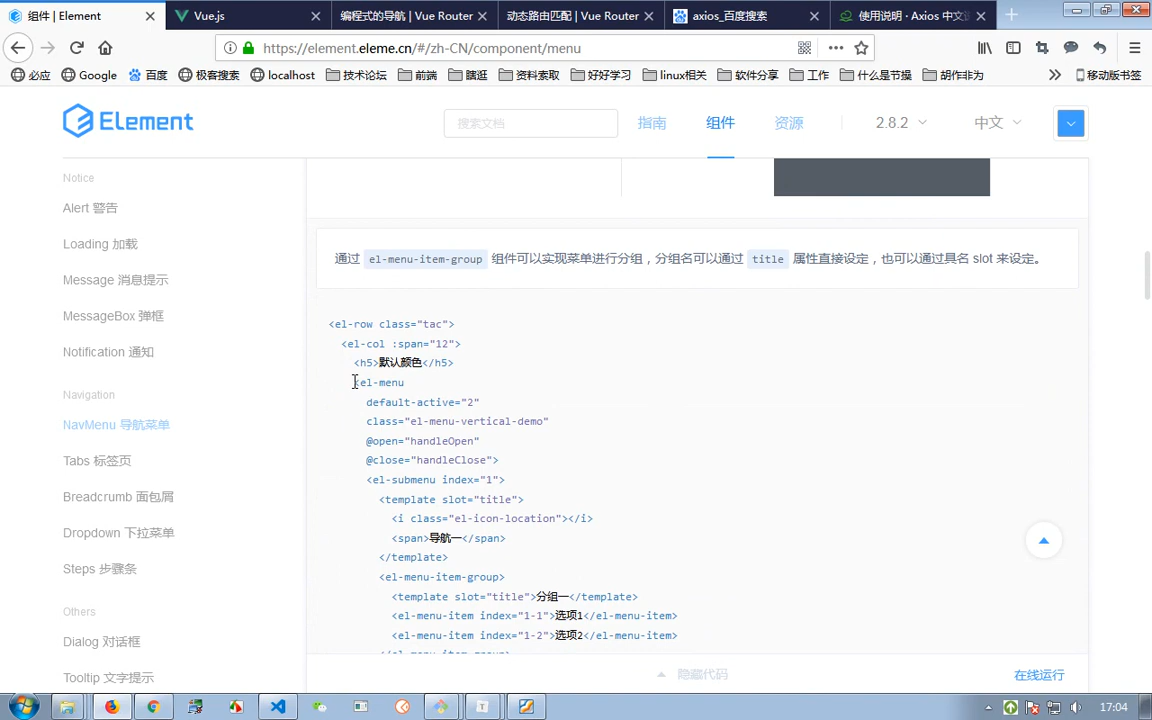 组件 | Element
Vue.js
编程式的导航 | Vue Router
动态路由匹配 | Vue Router
axios_百度搜索
使用说明 · Axios 中文
https://element.eleme.cn/#/zh-CN/component/menu
必应
Google
百度
极客搜索
localhost
技术论坛
前端
瞎逛
资料索取
好好学习
linux相关
软件分享
工作
什么是节操
胡作非为
移动版书签
Element
搜索文档
指南
组件
资源
2.8.2
中文
Notice
Alert 警告
Loading 加载
Message 消息提示
MessageBox 弹框
Notification 通知
Navigation
NavMenu 导航菜单
Tabs 标签页
Breadcrumb 面包屑
Dropdown 下拉菜单
Steps 步骤条
Others
Dialog 对话框
Tooltip 文字提示
通过 el-menu-item-group 组件可以实现菜单进行分组，分组名可以通过 title 属性直接设定，也可以通过具名 slot 来设定。
<el-row class="tac">
<el-col :span="12">
<h5>默认颜色</h5>
<el-menu
default-active="2"
class="el-menu-vertical-demo"
@open="handleOpen"
@close="handleClose">
<el-submenu index="1">
<template slot="title">
<i class="el-icon-location"></i>
<span>导航一</span>
</template>
<el-menu-item-group>
<template slot="title">分组一</template>
<el-menu-item index="1-1">选项1</el-menu-item>
<el-menu-item index="1-2">选项2</el-menu-item>
</el-menu-item-group>
隐藏代码
在线运行
17:04